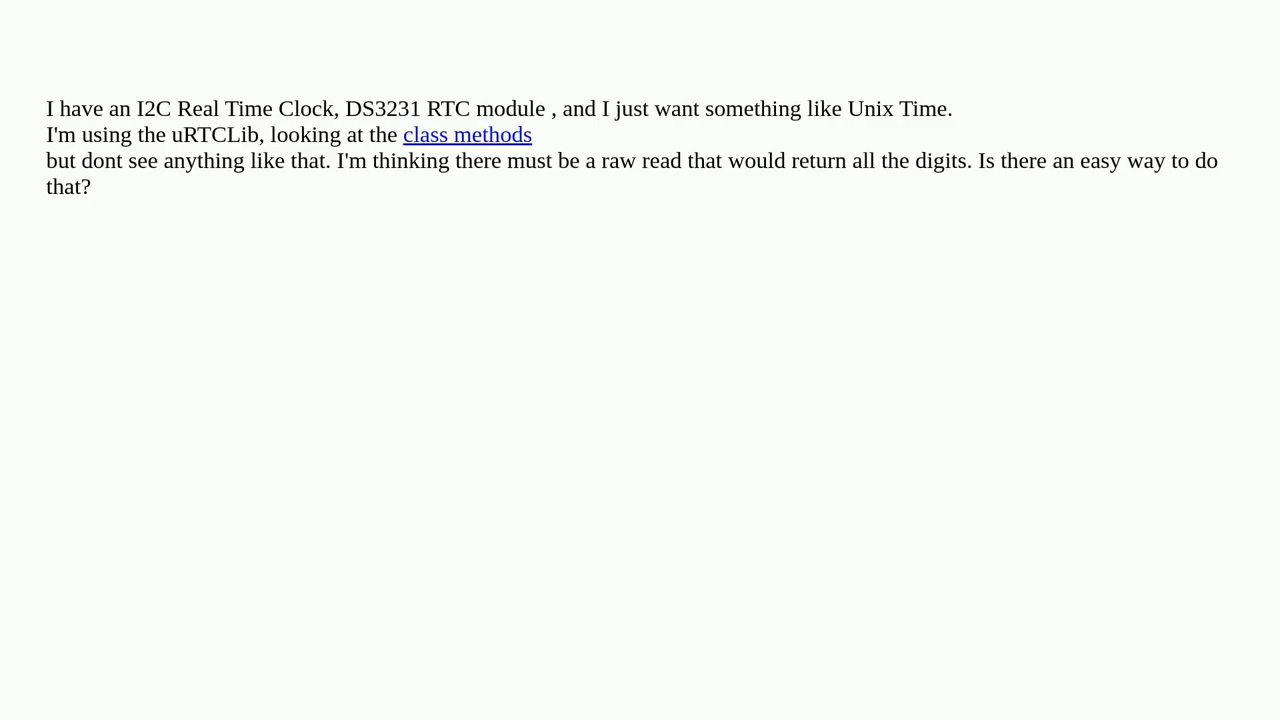 I have an I2C Real Time Clock, DS3231 RTC module , and I just want something like Unix Time.
I'm using the uRTCLib, looking at the class methods
but dont see anything like that. I'm thinking there must be a raw read that would return all the digits. Is there an easy way to do
that?